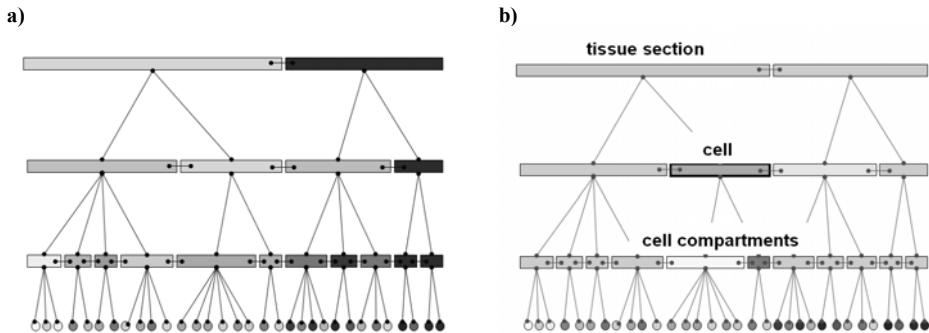 a)
b)
tissue section
cell
cell compartments